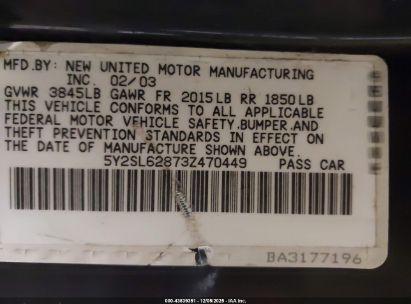 MFD.BY: NEW UNITED MOTOR MANUFACTURING
INC. 02/03
GVWR 3845LB GAWR FR 2015LB RR 1850LB
THIS VEHICLE CONFORMS TO ALL APPLICABLE
FEDERAL MOTOR VEHICLE SAFETY,BUMPER,AND
THEFT PREVENTION STANDARDS IN EFFECT ON
THE DATE OF MANUFACTURE SHOWN ABOVE.
5Y2SL62873Z470449 PASS CAR
BA3177196